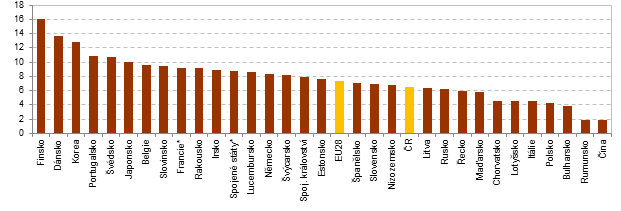 18
16
14
12
10
8
6
4
2
0
Finsko
Dánsko
Korea
Portugalsko
Švédsko
Japonsko
Belgie
Slovinsko
Francie*
Rakousko
Irsko
Spojené státy*
Lucembursko
Německo
Švýcarsko
Spoj. království
Estonsko
EU28
Španělsko
Slovensko
Nizozemsko
ČR
Litva
Rusko
Řecko
Maďarsko
Chorvatsko
Lotyšsko
Itálie
Polsko
Bulharsko
Rumunsko
Čína